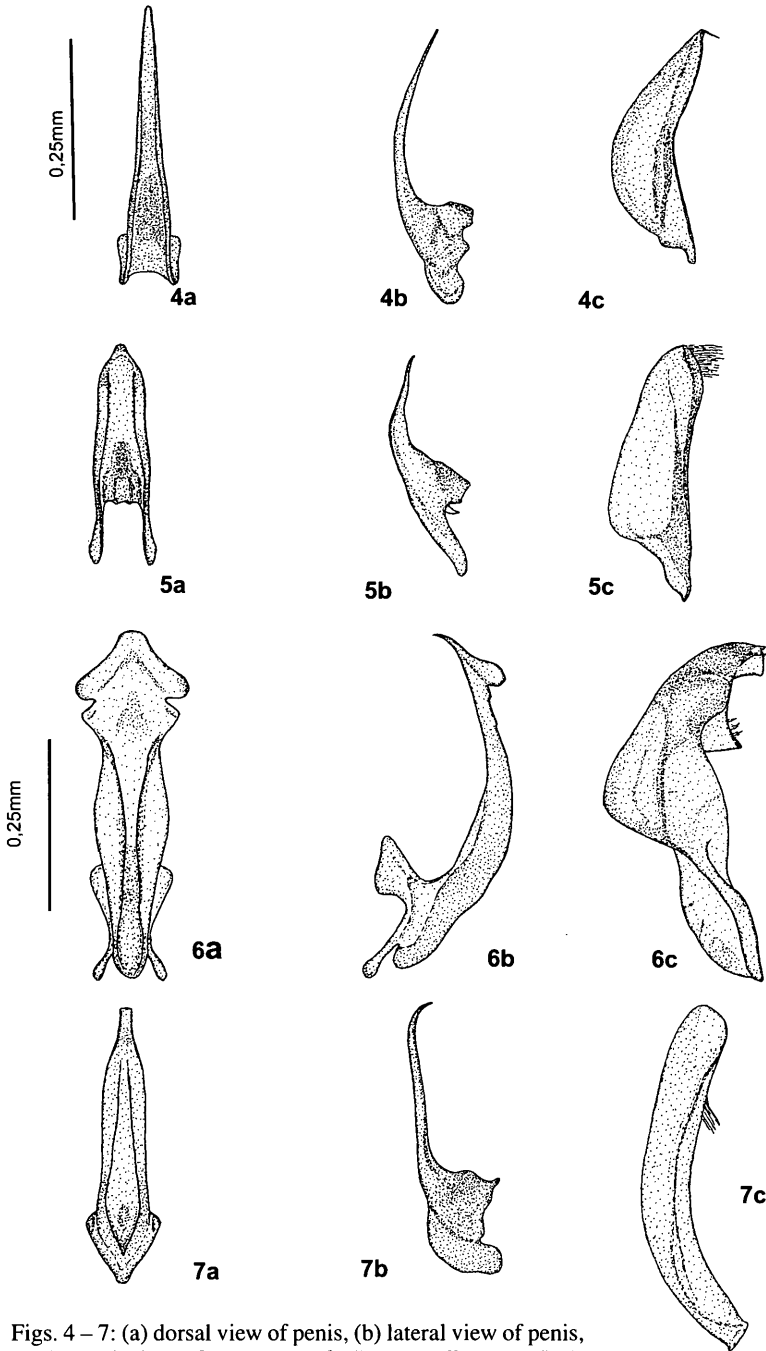 0,25mm
4a 4b 4c
5a 5b 5c
0,25mm
6a 6b 6c
7a 7b 7c
Figs. 4 – 7: (a) dorsal view of penis, (b) lateral view of penis,